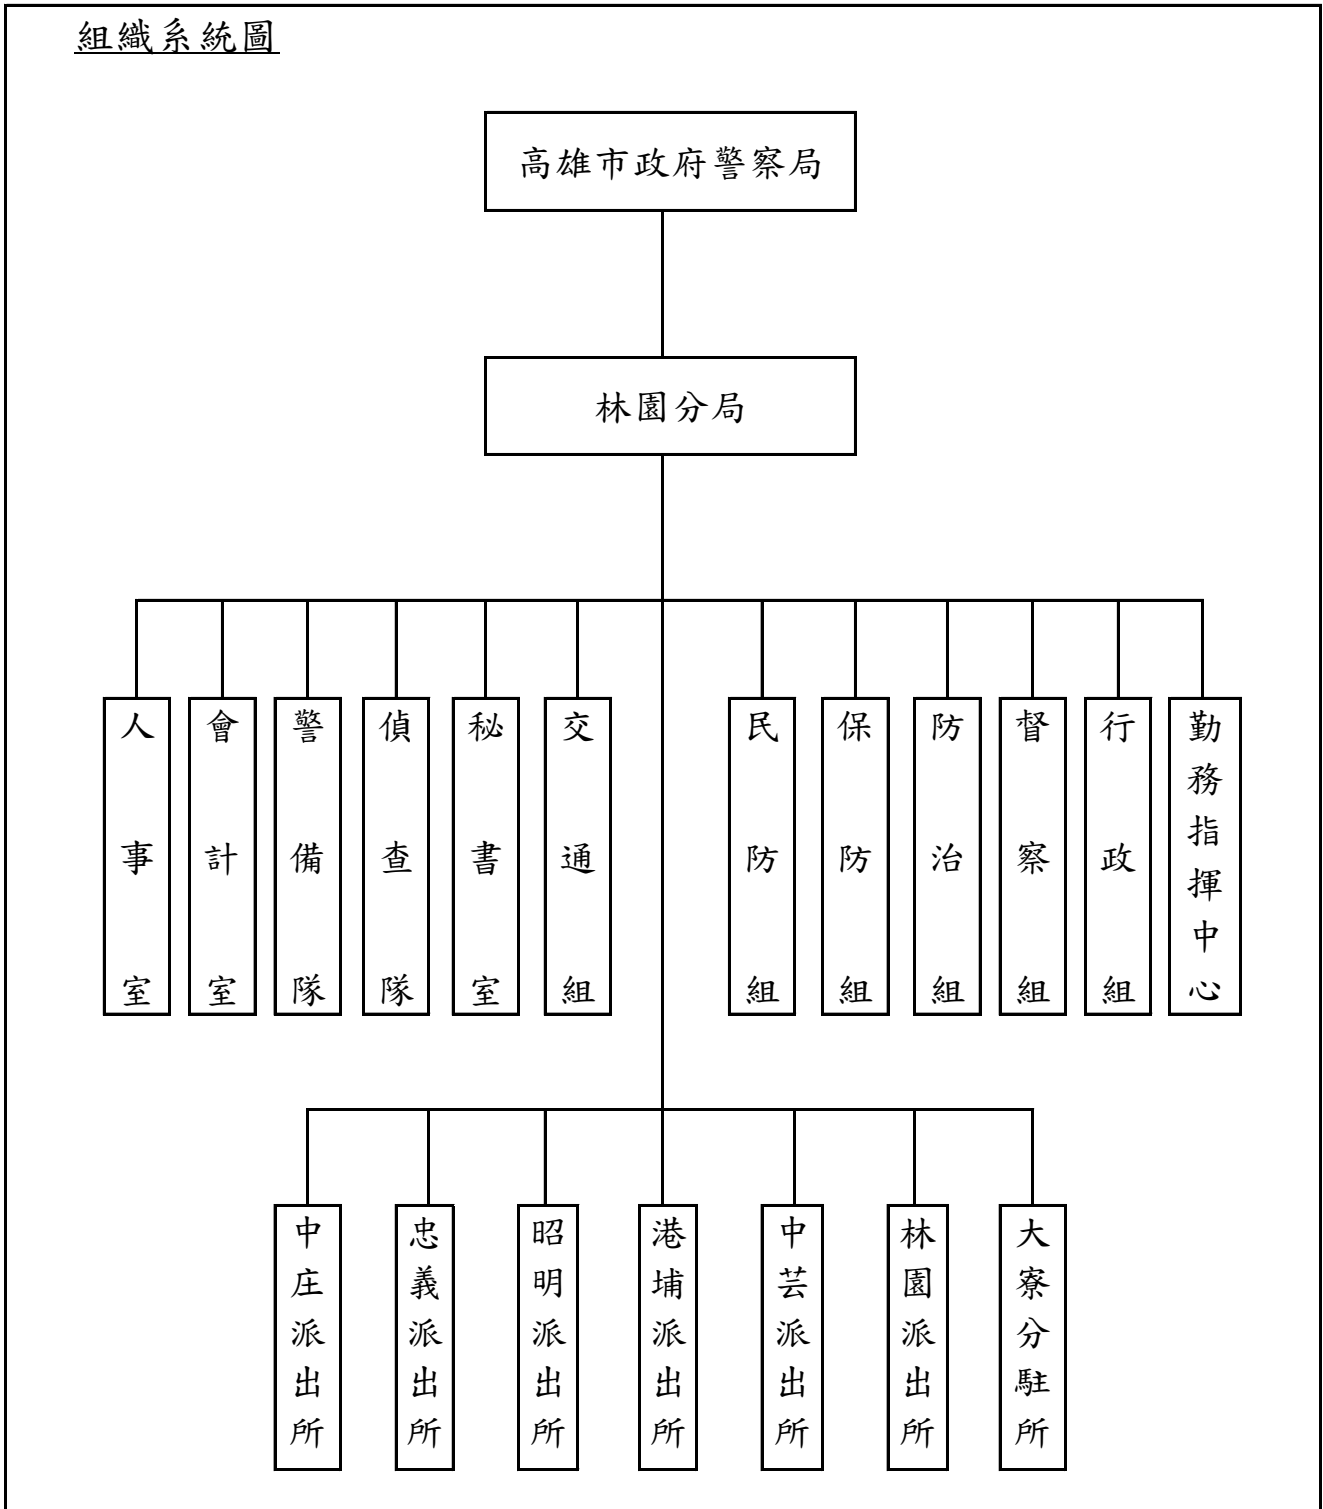 組織系統圖
高雄市政府警察局
林園分局
人事室
會計室
警備隊
偵查隊
秘書室
交通組
民防組
保防組
防治組
督察組
行政組
勤務指揮中心
中庄派出所
忠義派出所
昭明派出所
港埔派出所
中芸派出所
林園派出所
大寮分駐所